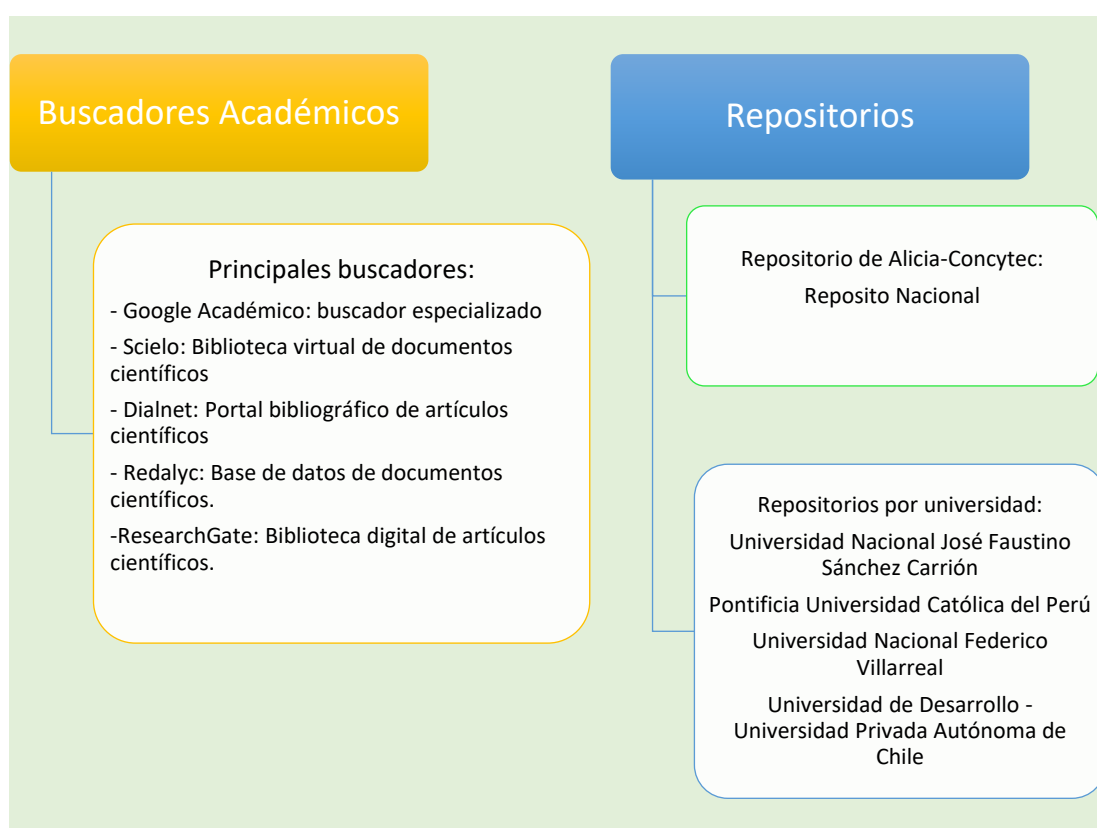 Buscadores Académicos
Principales buscadores:
- Google Académico: buscador especializado
- Scielo: Biblioteca virtual de documentos
científicos
- Dialnet: Portal bibliográfico de artículos
científicos
- Redalyc: Base de datos de documentos
científicos.
-ResearchGate: Biblioteca digital de artículos
científicos.
Repositorios
Repositorio de Alicia-Concytec:
Reposito Nacional
Repositorios por universidad:
Universidad Nacional José Faustino
Sánchez Carrión
Pontificia Universidad Católica del Perú
Universidad Nacional Federico
Villarreal
Universidad de Desarrollo -
Universidad Privada Autónoma de
Chile